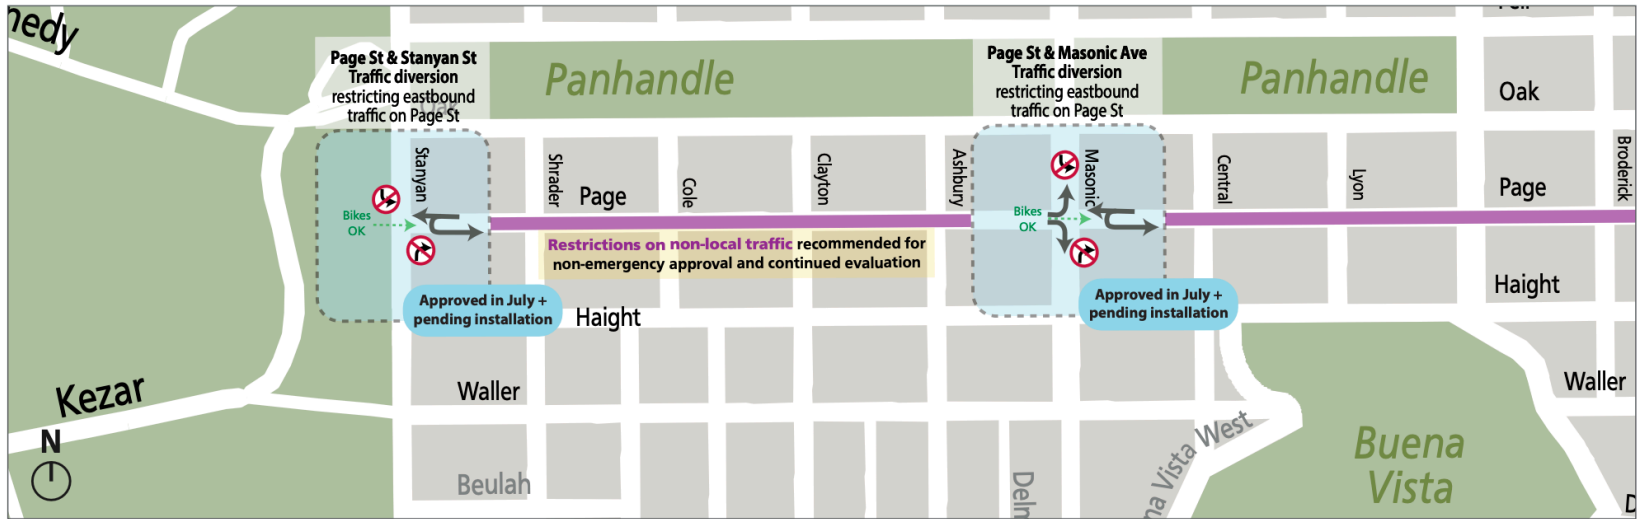 nedy
Page St & Stanyan St
Traffic diversion
restricting eastbound
traffic on Page St
Oak
Panhandle
Page St & Masonic Ave
Traffic diversion
restricting eastbound
traffic on Page St
Panhandle
Oak
Stanyan
Shrader
Cole
Clayton
Ashbury
Masonic
Central
Lyon
Broderick
Page
Page
Bikes
OK
Bikes
OK
Restrictions on non-local traffic recommended for
non-emergency approval and continued evaluation
Approved in July +
pending installation
Approved in July +
pending installation
Haight
Haight
Kezar
N
Waller
Waller
Beulah
Deln
na Vista West
Buena
Vista